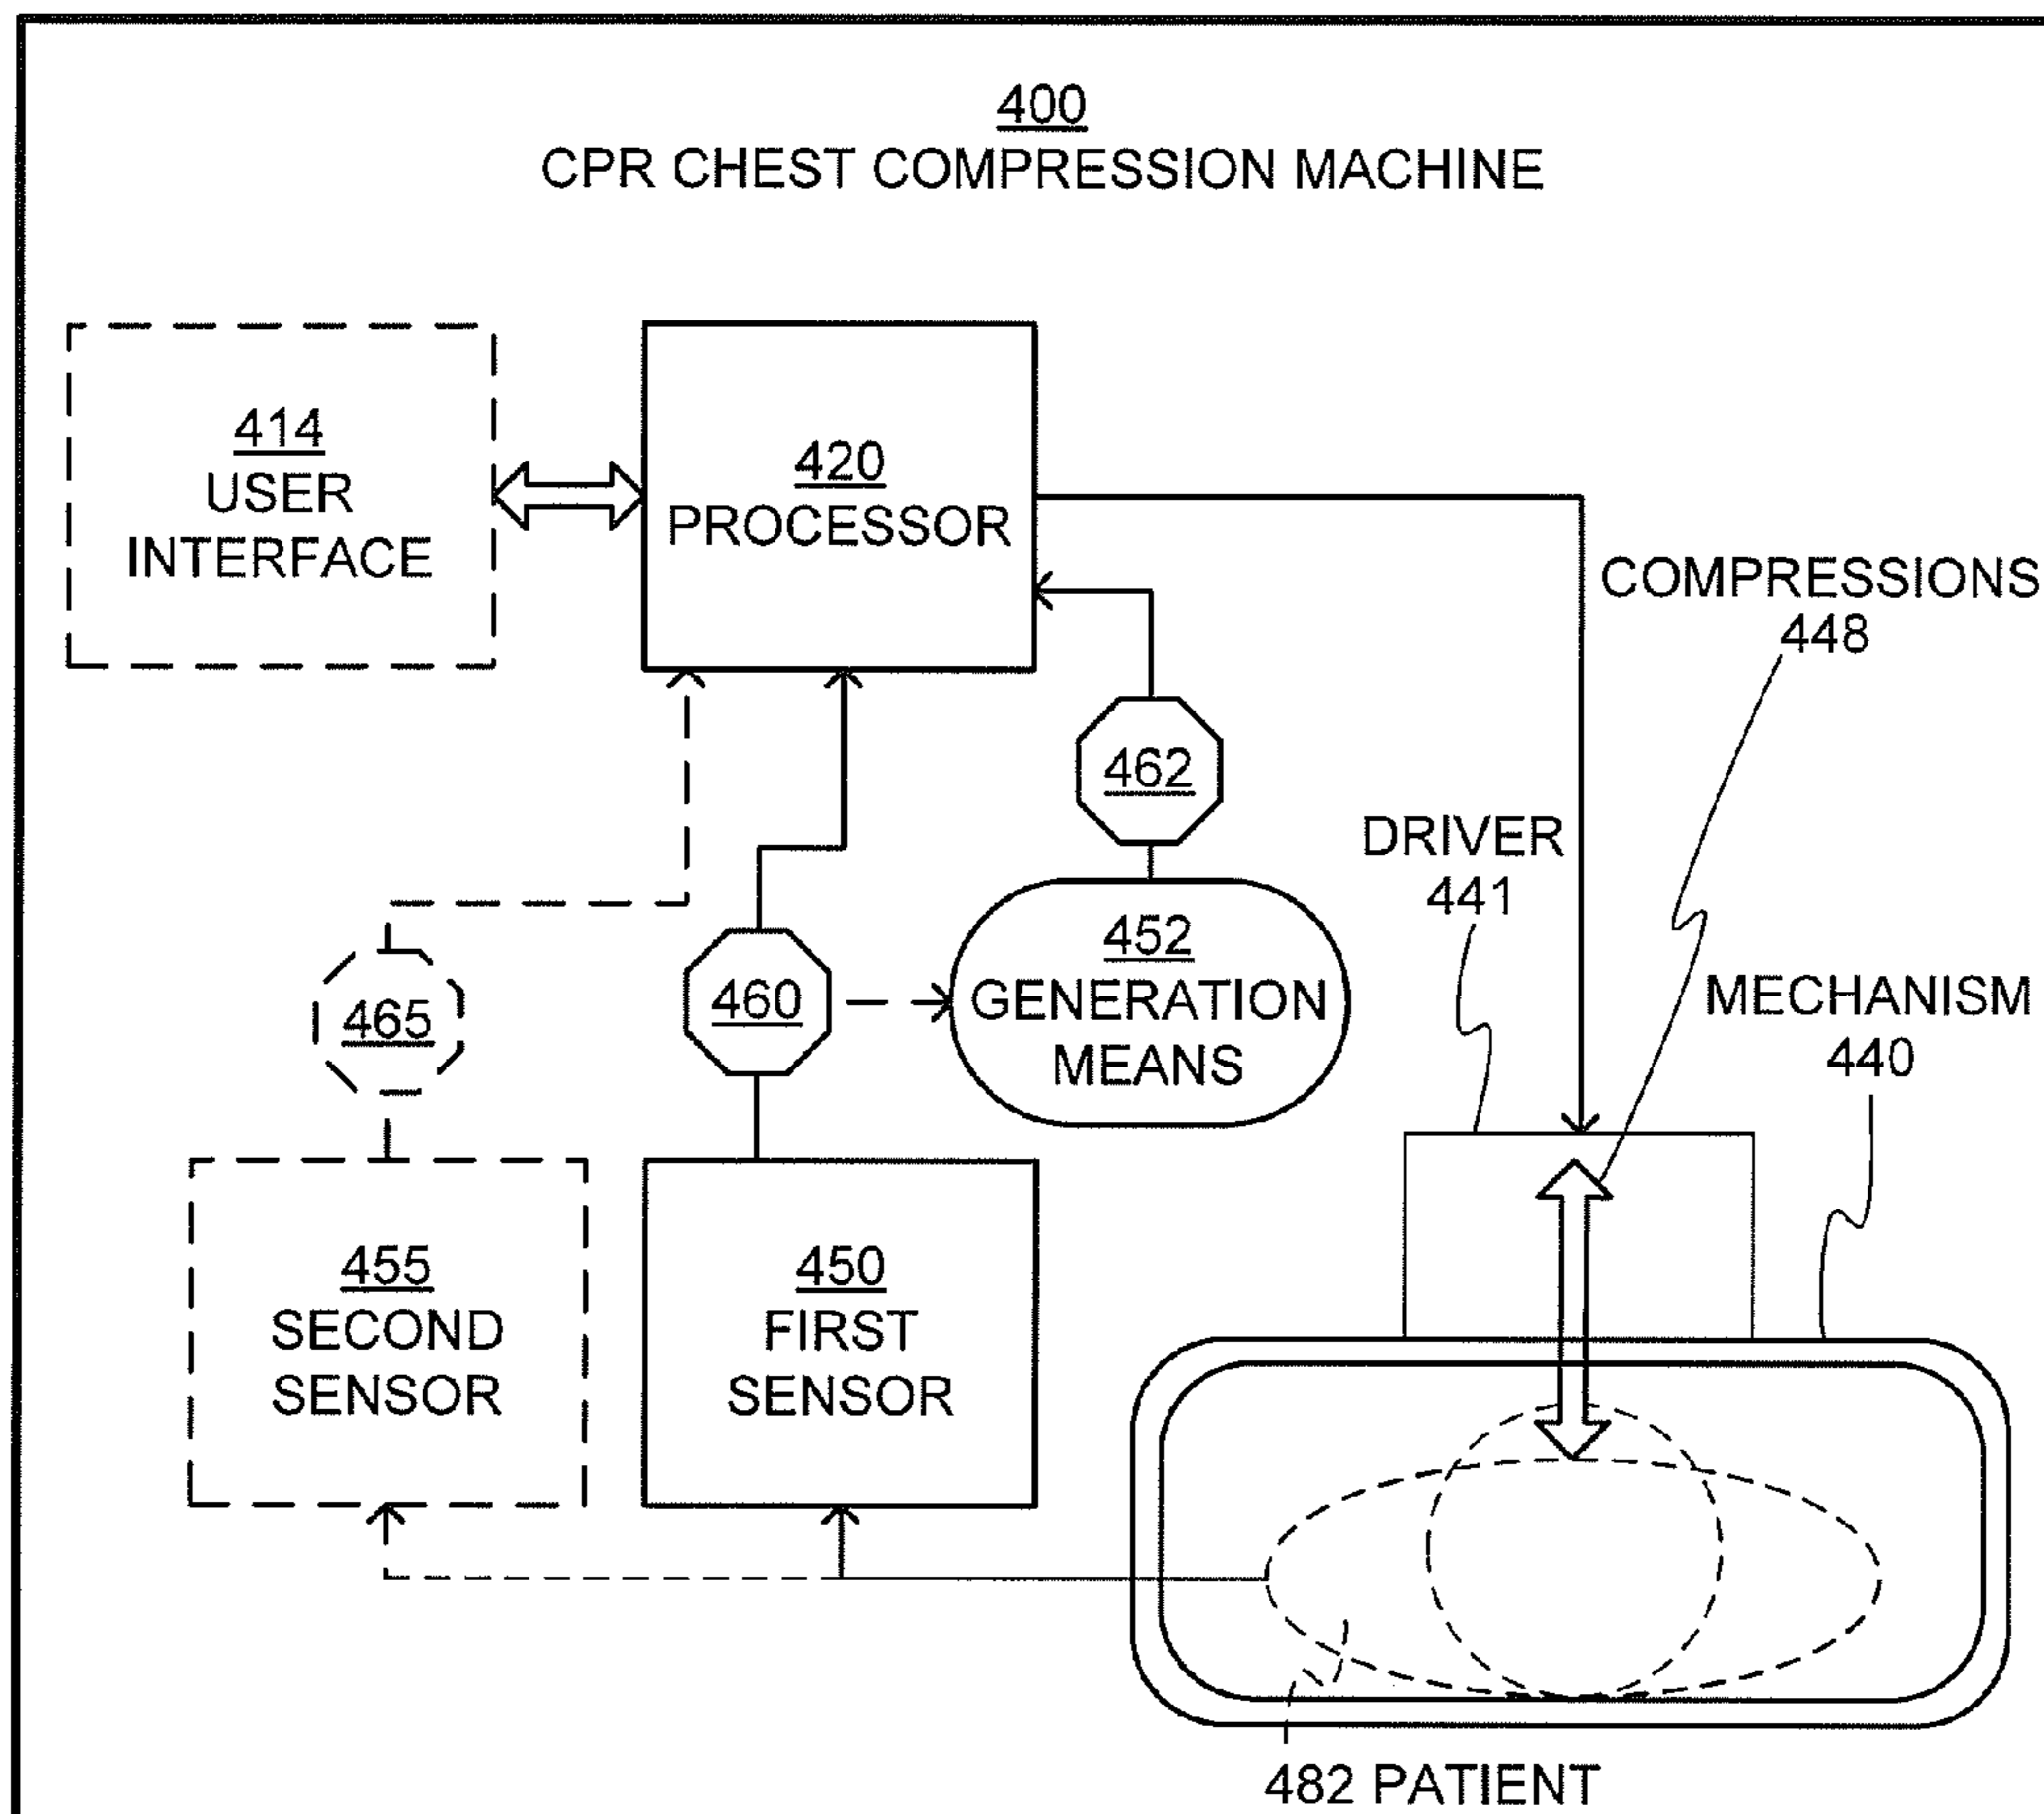 400
CPR CHEST COMPRESSION MACHINE
414
USER
INTERFACE
420
PROCESSOR
COMPRESSIONS
448
462
DRIVER
441
452
GENERATION
MEANS
460
465
MECHANISM
440
455
SECOND
SENSOR
450
FIRST
SENSOR
482 PATIENT